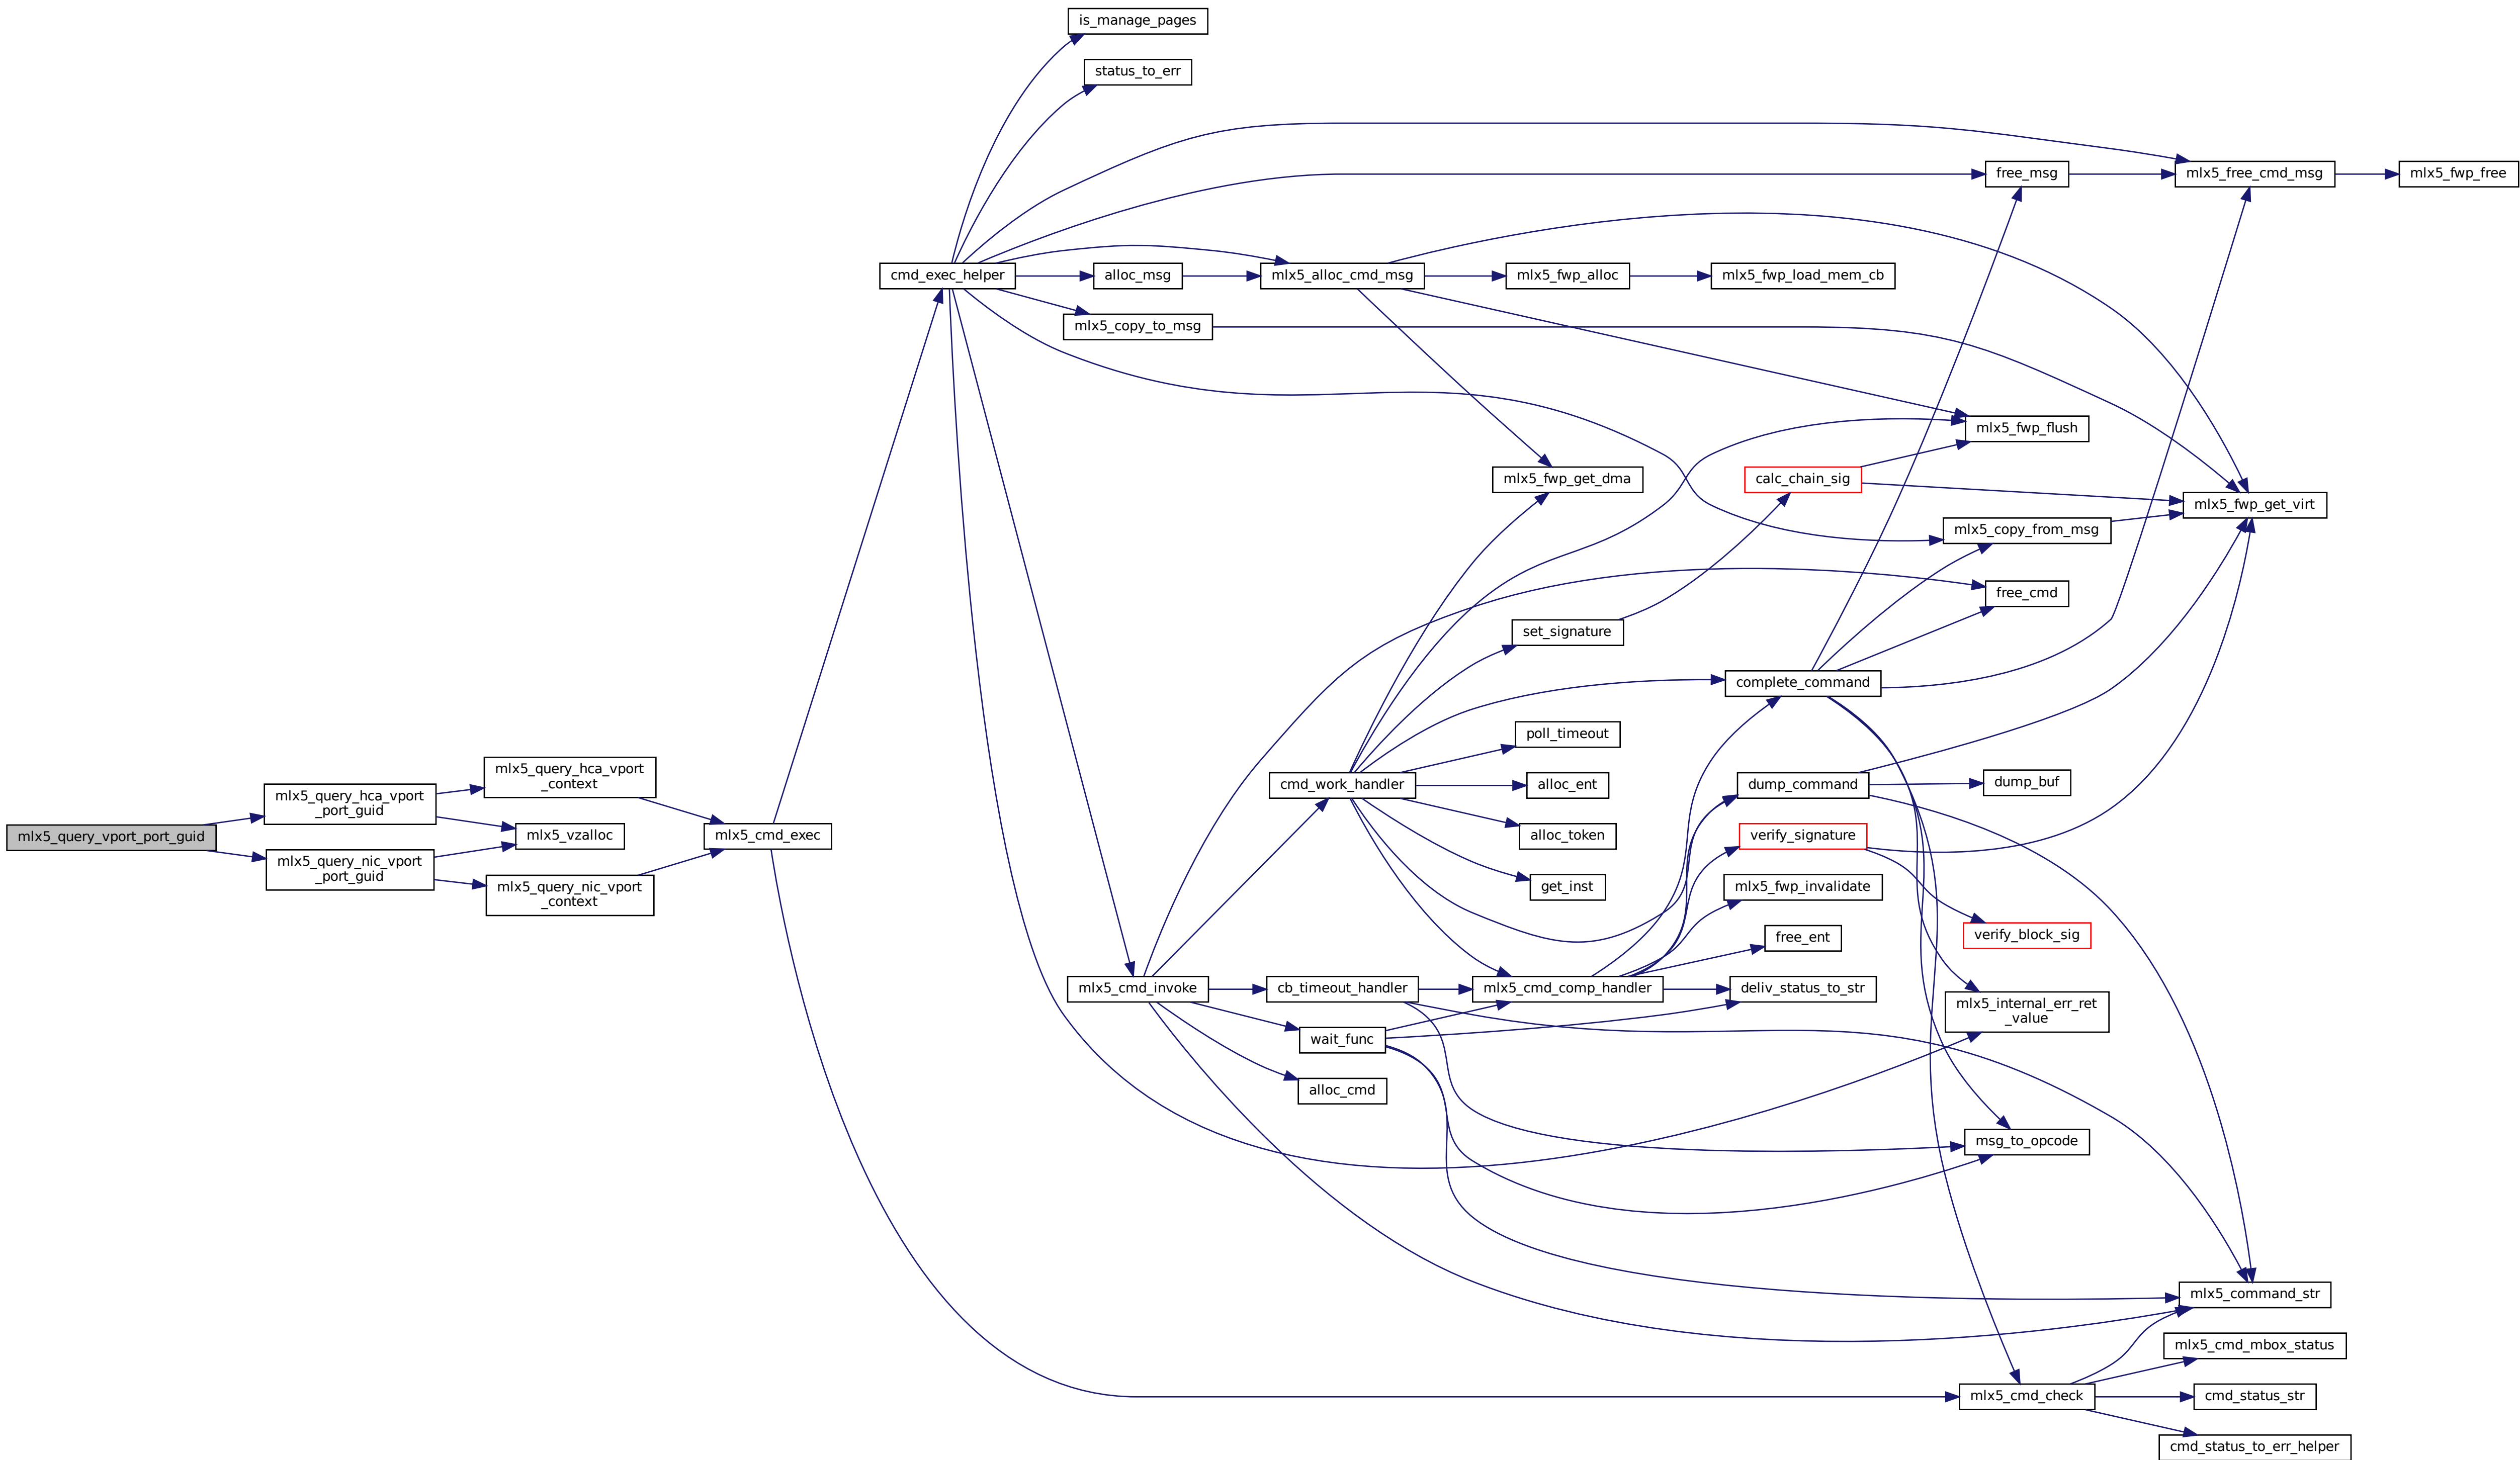 is_manage_pages
status_to_err
free_msg
mlx5_free_cmd_msg
mlx5_fwp_free
cmd_exec_helper
alloc_msg
mlx5_alloc_cmd_msg
mlx5_fwp_alloc
mlx5_fwp_load_mem_cb
mlx5_copy_to_msg
mlx5_fwp_flush
mlx5_fwp_get_dma
calc_chain_sig
mlx5_fwp_get_virt
mlx5_copy_from_msg
free_cmd
set_signature
complete_command
poll_timeout
mlx5_query_hca_vport
_context
cmd_work_handler
alloc_ent
dump_command
dump_buf
mlx5_query_hca_vport
_port_guid
mlx5_query_vport_port_guid
mlx5_vzalloc
mlx5_cmd_exec
alloc_token
verify_signature
mlx5_query_nic_vport
_port_guid
mlx5_query_nic_vport
_context
get_inst
mlx5_fwp_invalidate
verify_block_sig
free_ent
mlx5_cmd_invoke
cb_timeout_handler
mlx5_cmd_comp_handler
deliv_status_to_str
mlx5_internal_err_ret
_value
wait_func
alloc_cmd
msg_to_opcode
mlx5_command_str
mlx5_cmd_mbox_status
mlx5_cmd_check
cmd_status_str
cmd_status_to_err_helper